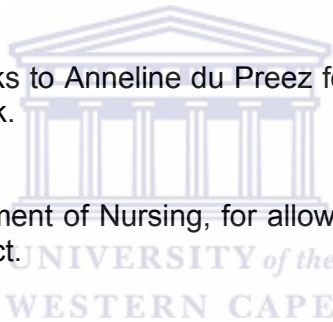 ks to Anneline du Preez fo
k.
ment of Nursing, for allow
ct.
UNIVERSITY of the
WESTERN CAPE